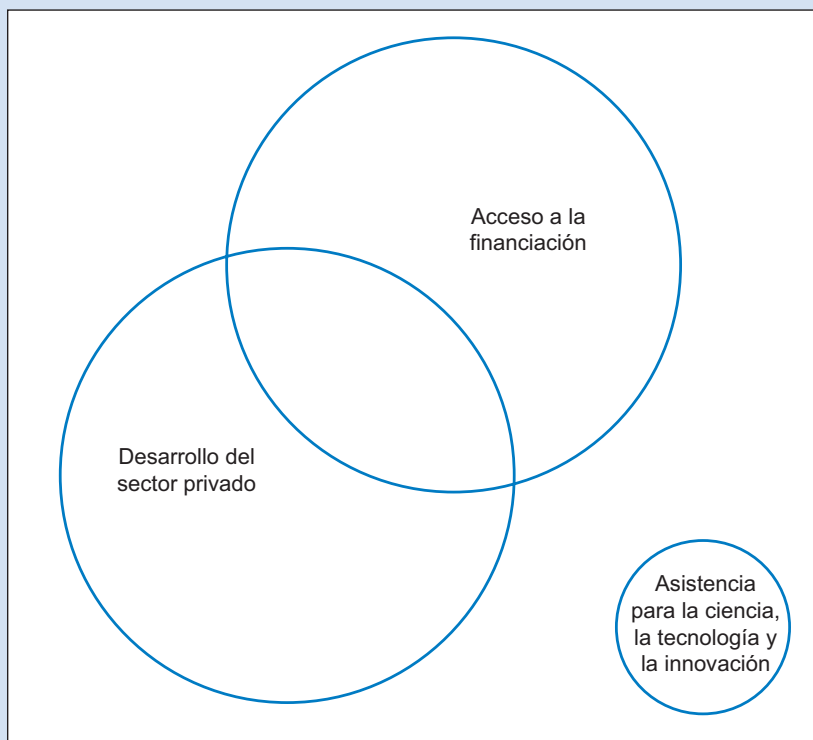 Acceso a la
financiación
Desarrollo del
sector privado
Asistencia
para la ciencia,
la tecnología y
la innovación